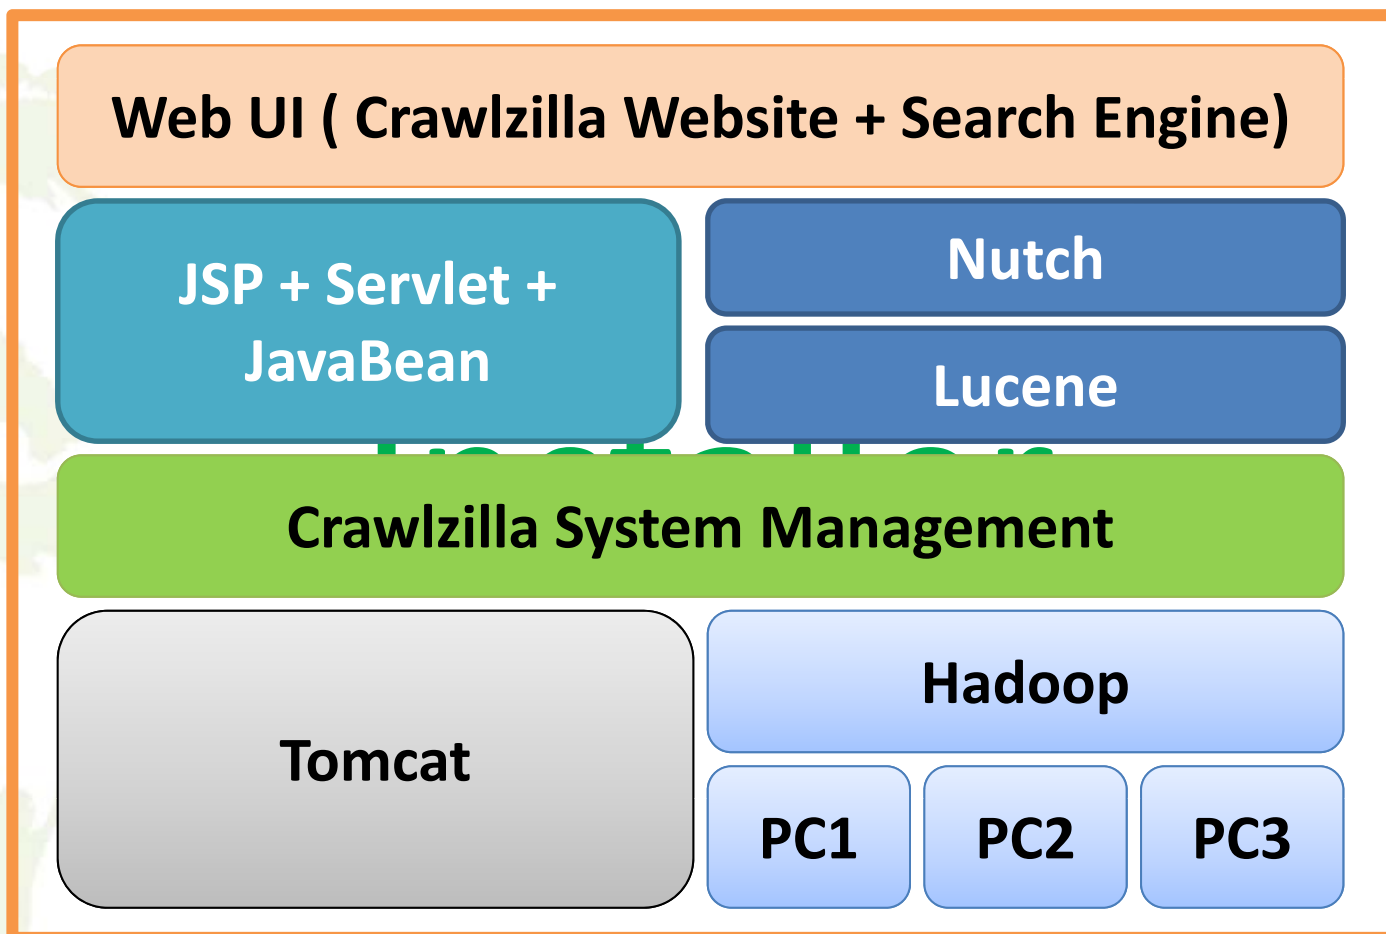 Web UI ( Crawlzilla Website + Search Engine)
JSP + Servlet +
JavaBean
Nutch
Lucene
Crawlzilla System Management
Tomcat
Hadoop
PC1
PC2
PC3